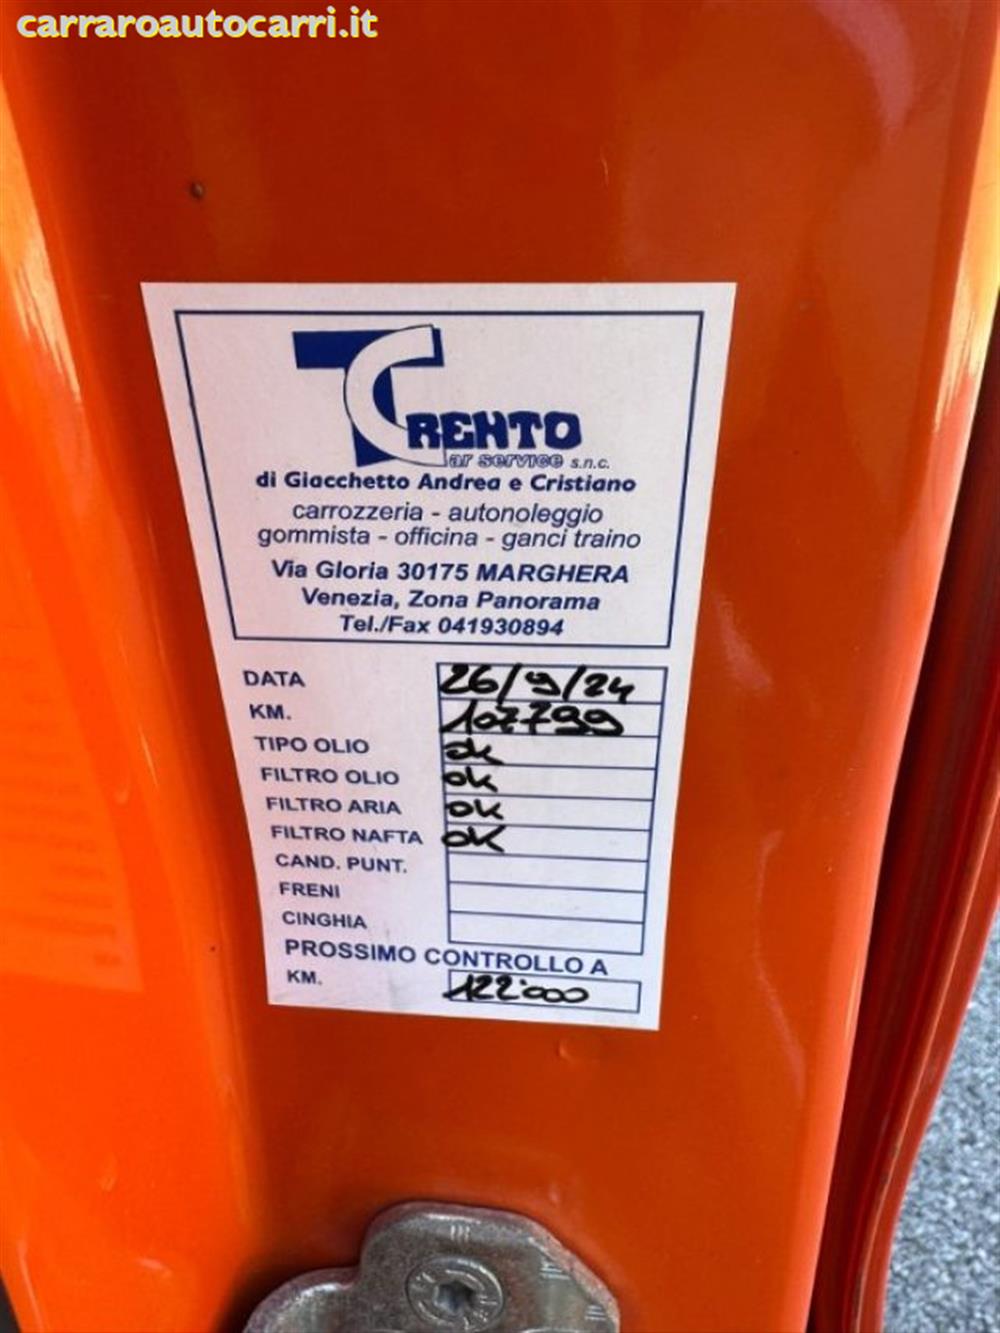 carraroautocarri.it
TRENTO
Car service s.n.c.
di Giacchetto Andrea e Cristiano
carrozzeria - autonoleggio
gommista - officina - ganci traino
Via Gloria 30175 MARGHERA
Venezia, Zona Panorama
Tel./Fax 041930894
DATA 26/9/24
KM. 107799
TIPO OLIO ok
FILTRO OLIO ok
FILTRO ARIA ok
FILTRO NAFTA OK
CAND. PUNT.
FRENI
CINGHIA
PROSSIMO CONTROLLO A
KM. 122'000